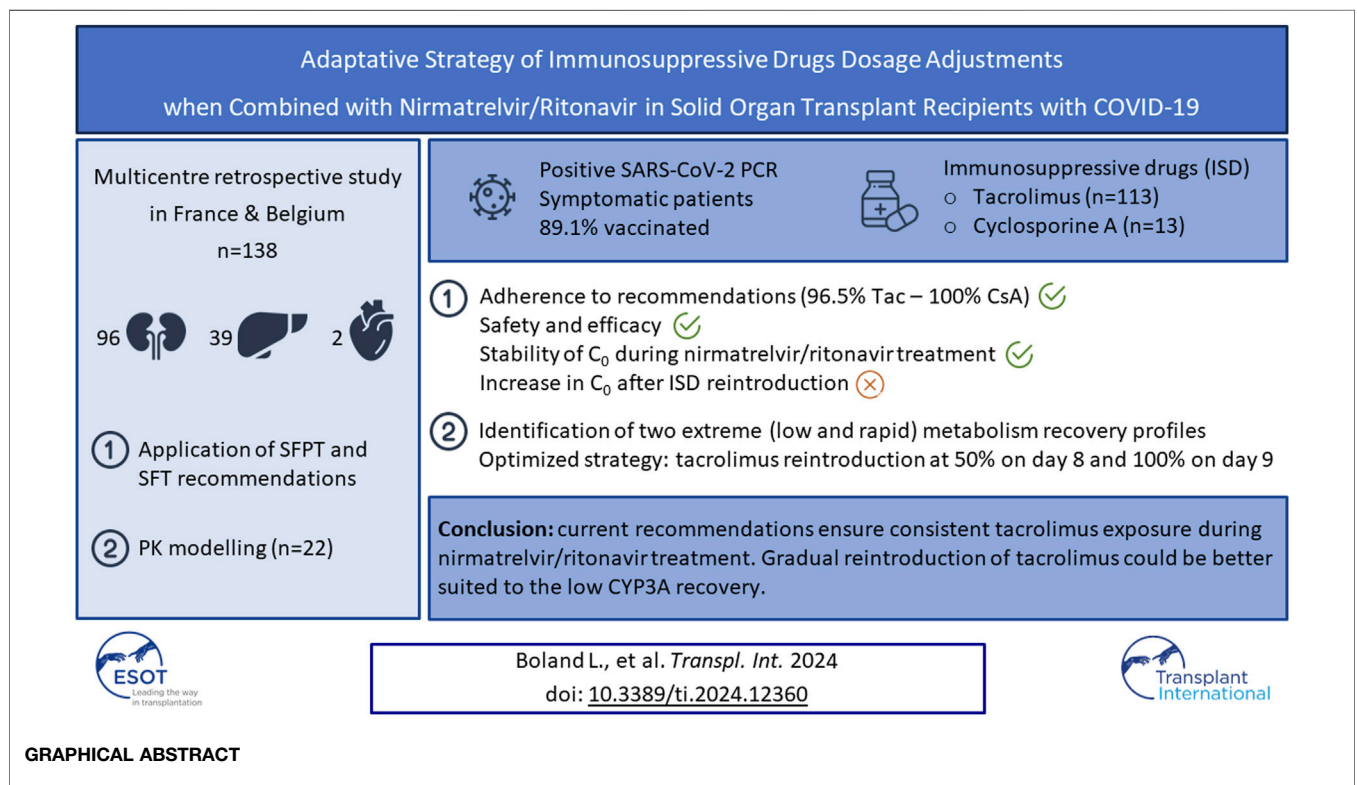 Adaptative Strategy of Immunosuppressive Drugs Dosage Adjustments
when Combined with Nirmatrelvir/Ritonavir in Solid Organ Transplant Recipients with COVID-19
Multicentre retrospective study
in France & Belgium
n=138
96
39
2
1 Application of SFPT and
SFT recommendations
2 PK modelling (n=22)
Positive SARS-CoV-2 PCR
Symptomatic patients
89.1% vaccinated
Immunosuppressive drugs (ISD)
o Tacrolimus (n=113)
o Cyclosporine A (n=13)
1 Adherence to recommendations (96.5% Tac – 100% CsA)
Safety and efficacy
Stability of C₀ during nirmatrelvir/ritonavir treatment
Increase in C₀ after ISD reintroduction
2 Identification of two extreme (low and rapid) metabolism recovery profiles
Optimized strategy: tacrolimus reintroduction at 50% on day 8 and 100% on day 9
Conclusion: current recommendations ensure consistent tacrolimus exposure during
nirmatrelvir/ritonavir treatment. Gradual reintroduction of tacrolimus could be better
suited to the low CYP3A recovery.
ESOT
Leading the way
in transplantation
Boland L., et al. Transpl. Int. 2024
doi: 10.3389/ti.2024.12360
Transplant
International
GRAPHICAL ABSTRACT